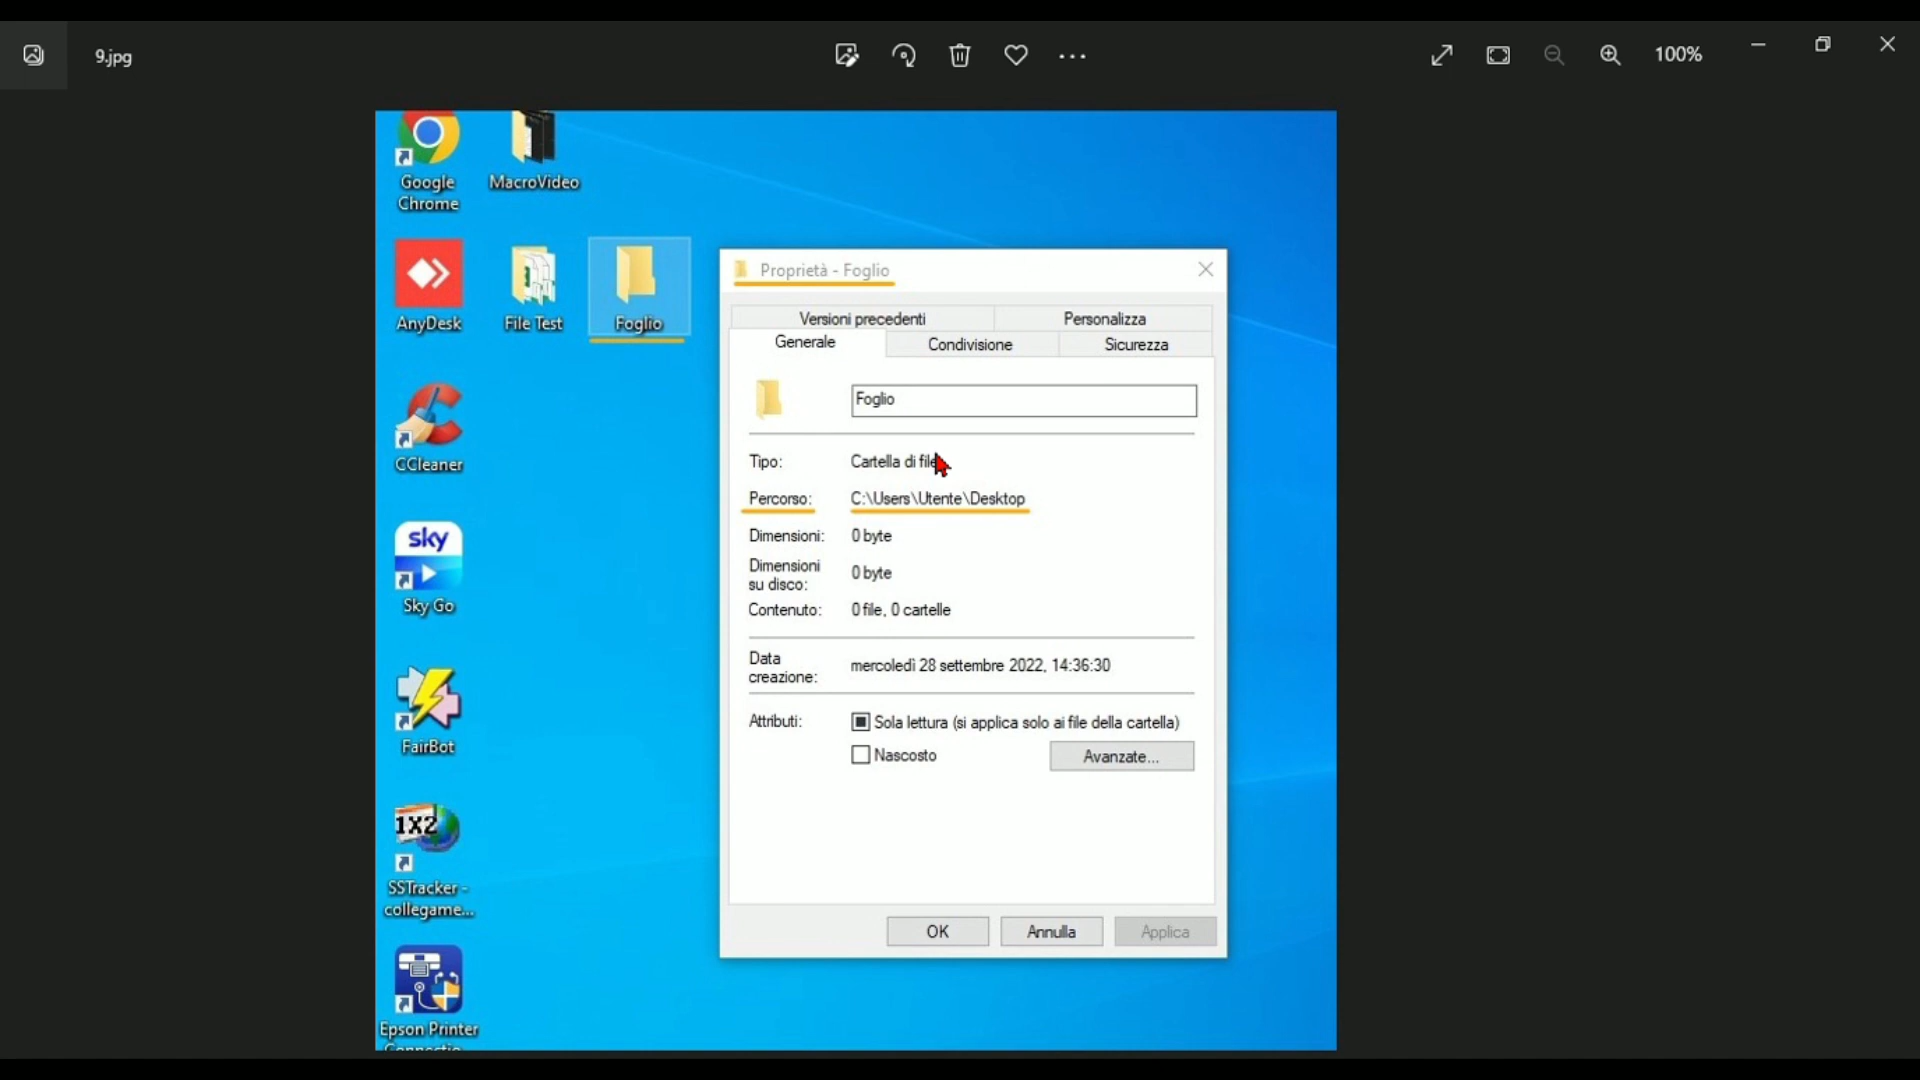 9.jpg
100%
Google
Chrome
MacroVideo
AnyDesk
File Test
Foglio
CCleaner
sky
Sky Go
FairBot
1X2
SSTracker -
collegame...
Epson Printer
Connectio...
Proprietà - Foglio
Versioni precedenti
Personalizza
Generale
Condivisione
Sicurezza
Foglio
Tipo: Cartella di file
Percorso: C:\Users\Utente\Desktop
Dimensioni: 0 byte
Dimensioni
su disco: 0 byte
Contenuto: 0 file, 0 cartelle
Data
creazione: mercoledì 28 settembre 2022, 14:36:30
Attributi: Sola lettura (si applica solo ai file della cartella)
Nascosto
Avanzate...
OK
Annulla
Applica